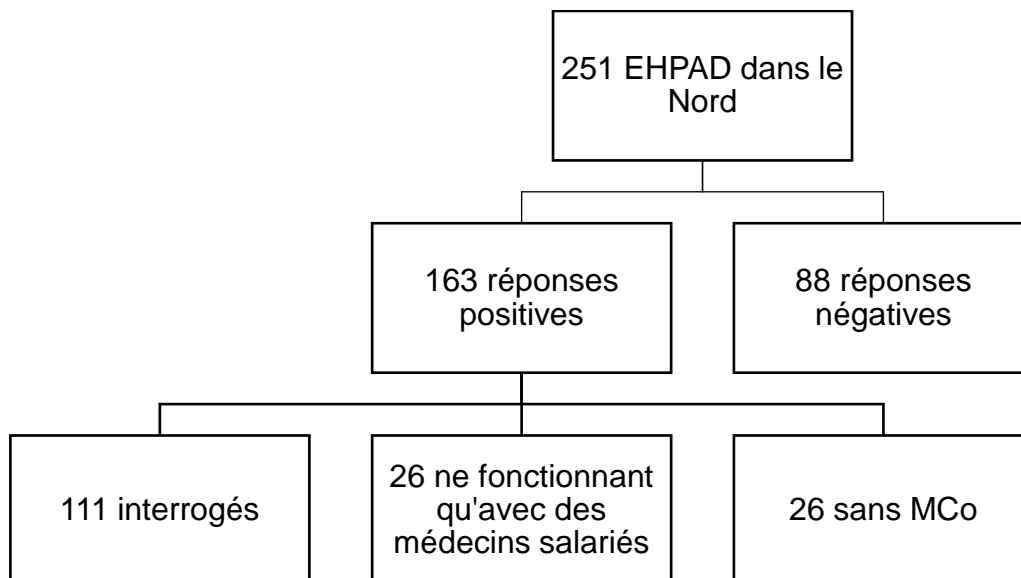 251 EHPAD dans le
Nord
163 réponses
positives
88 réponses
négatives
111 interrogés
26 ne fonctionnant
qu'avec des
médecins salariés
26 sans MCo